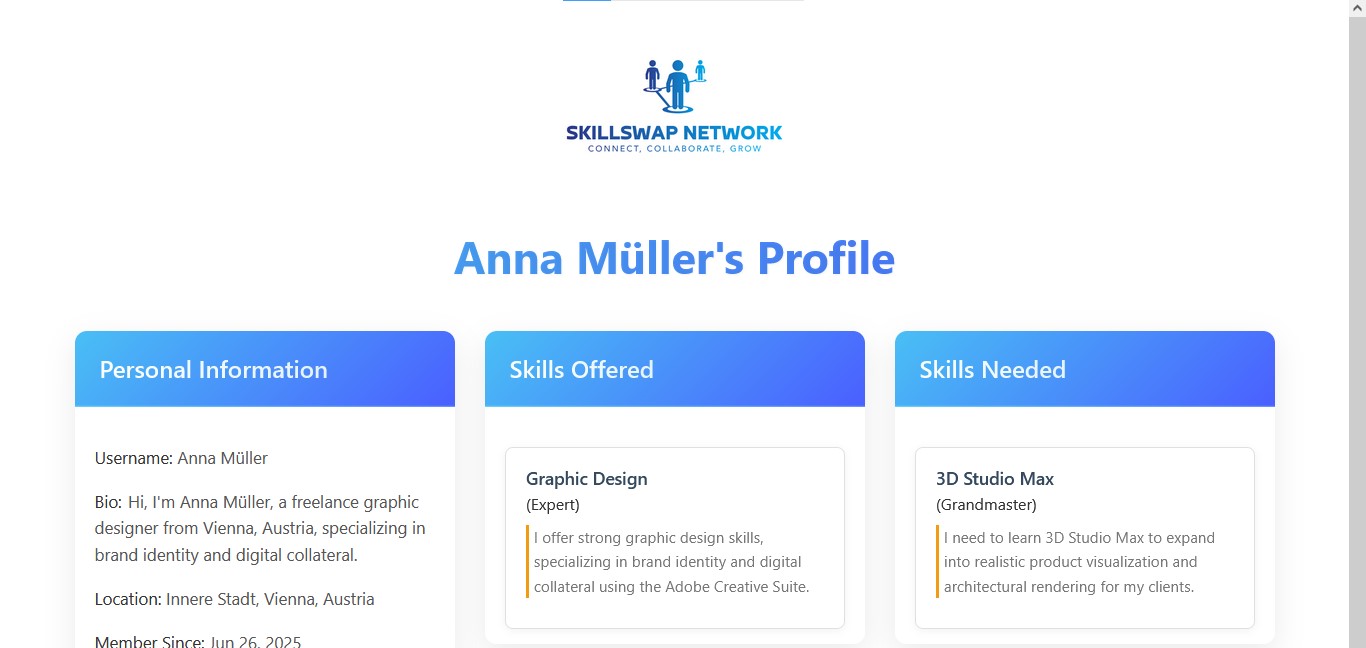 SKILLSWAP NETWORK
CONNECT, COLLABORATE, GROW
Anna Müller's Profile
Personal Information
Username: Anna Müller
Bio: Hi, I'm Anna Müller, a freelance graphic
designer from Vienna, Austria, specializing in
brand identity and digital collateral.
Location: Innere Stadt, Vienna, Austria
Member Since: Jun 26, 2025
Skills Offered
Graphic Design
(Expert)
I offer strong graphic design skills,
specializing in brand identity and digital
collateral using the Adobe Creative Suite.
Skills Needed
3D Studio Max
(Grandmaster)
I need to learn 3D Studio Max to expand
into realistic product visualization and
architectural rendering for my clients.